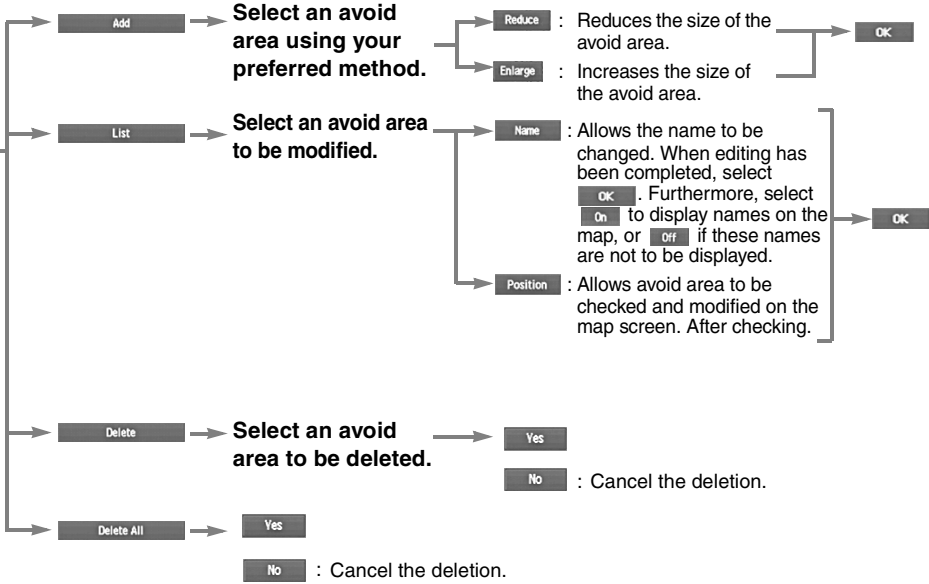 Add
Select an avoid
area using your
preferred method.
Reduce : Reduces the size of the
avoid area.
Enlarge : Increases the size of
the avoid area.
OK
List
Select an avoid area
to be modified.
Name : Allows the name to be
changed. When editing has
been completed, select
OK . Furthermore, select
On to display names on the
map, or Off if these names
are not to be displayed.
Position : Allows avoid area to be
checked and modified on the
map screen. After checking.
OK
Delete
Select an avoid
area to be deleted.
Yes
No : Cancel the deletion.
Delete All
Yes
No : Cancel the deletion.